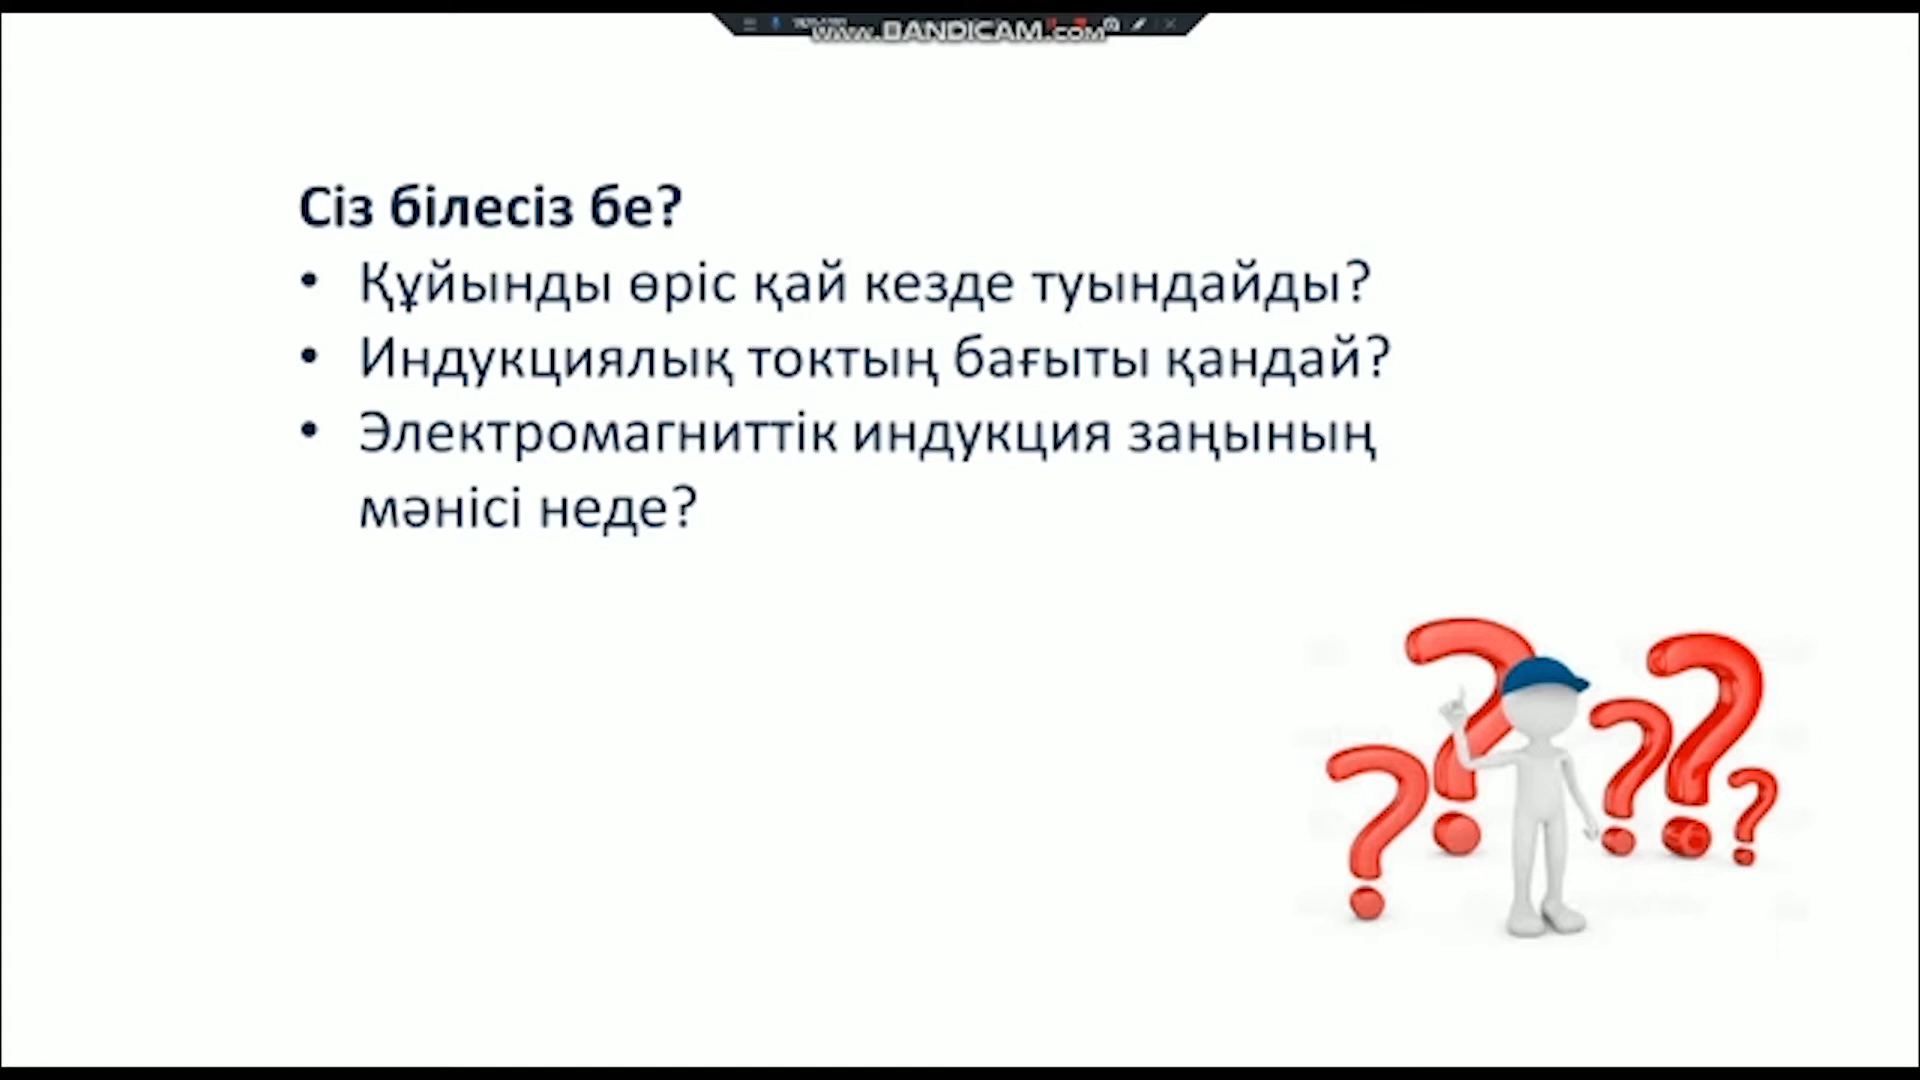 www.BANDICAM.com
Сіз білесіз бе?
• Құйынды өріс қай кезде туындайды?
• Индукциялық токтың бағыты қандай?
• Электромагниттік индукция заңының
мәнісі неде?